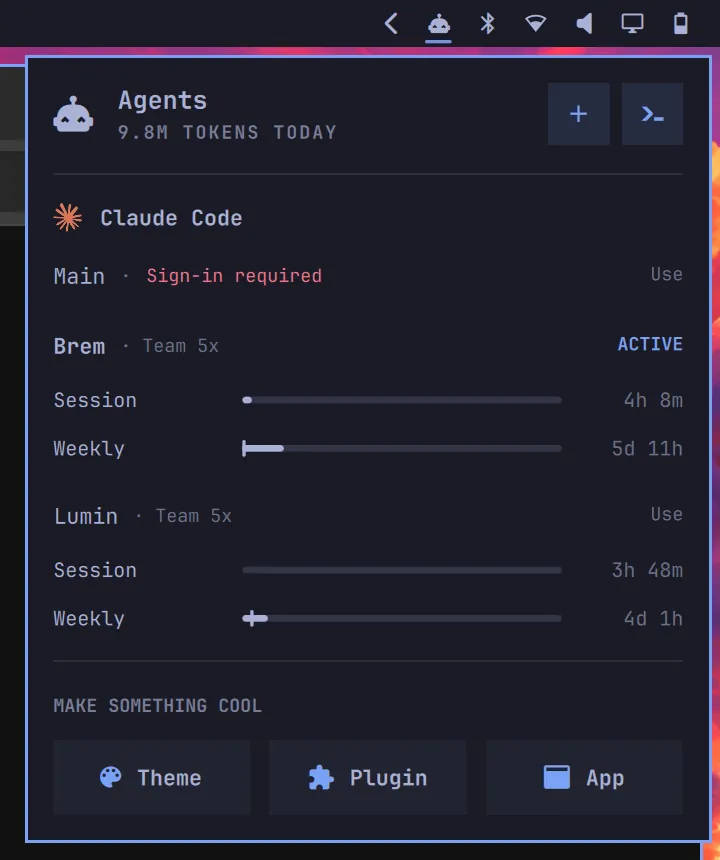 Agents
9.8M TOKENS TODAY
+
>_
Claude Code
Main · Sign-in required Use
Brem · Team 5x ACTIVE
Session 4h 8m
Weekly 5d 11h
Lumin · Team 5x Use
Session 3h 48m
Weekly 4d 1h
MAKE SOMETHING COOL
Theme Plugin App